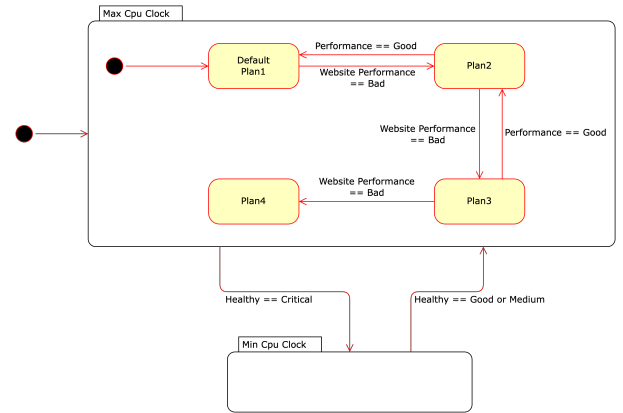 Max Cpu Clock
Performance == Good
Default
Plan1
Plan2
Website Performance
== Bad
Website Performance
== Bad
Performance == Good
Website Performance
== Bad
Plan4
Plan3
Healthy == Critical
Healthy == Good or Medium
Min Cpu Clock